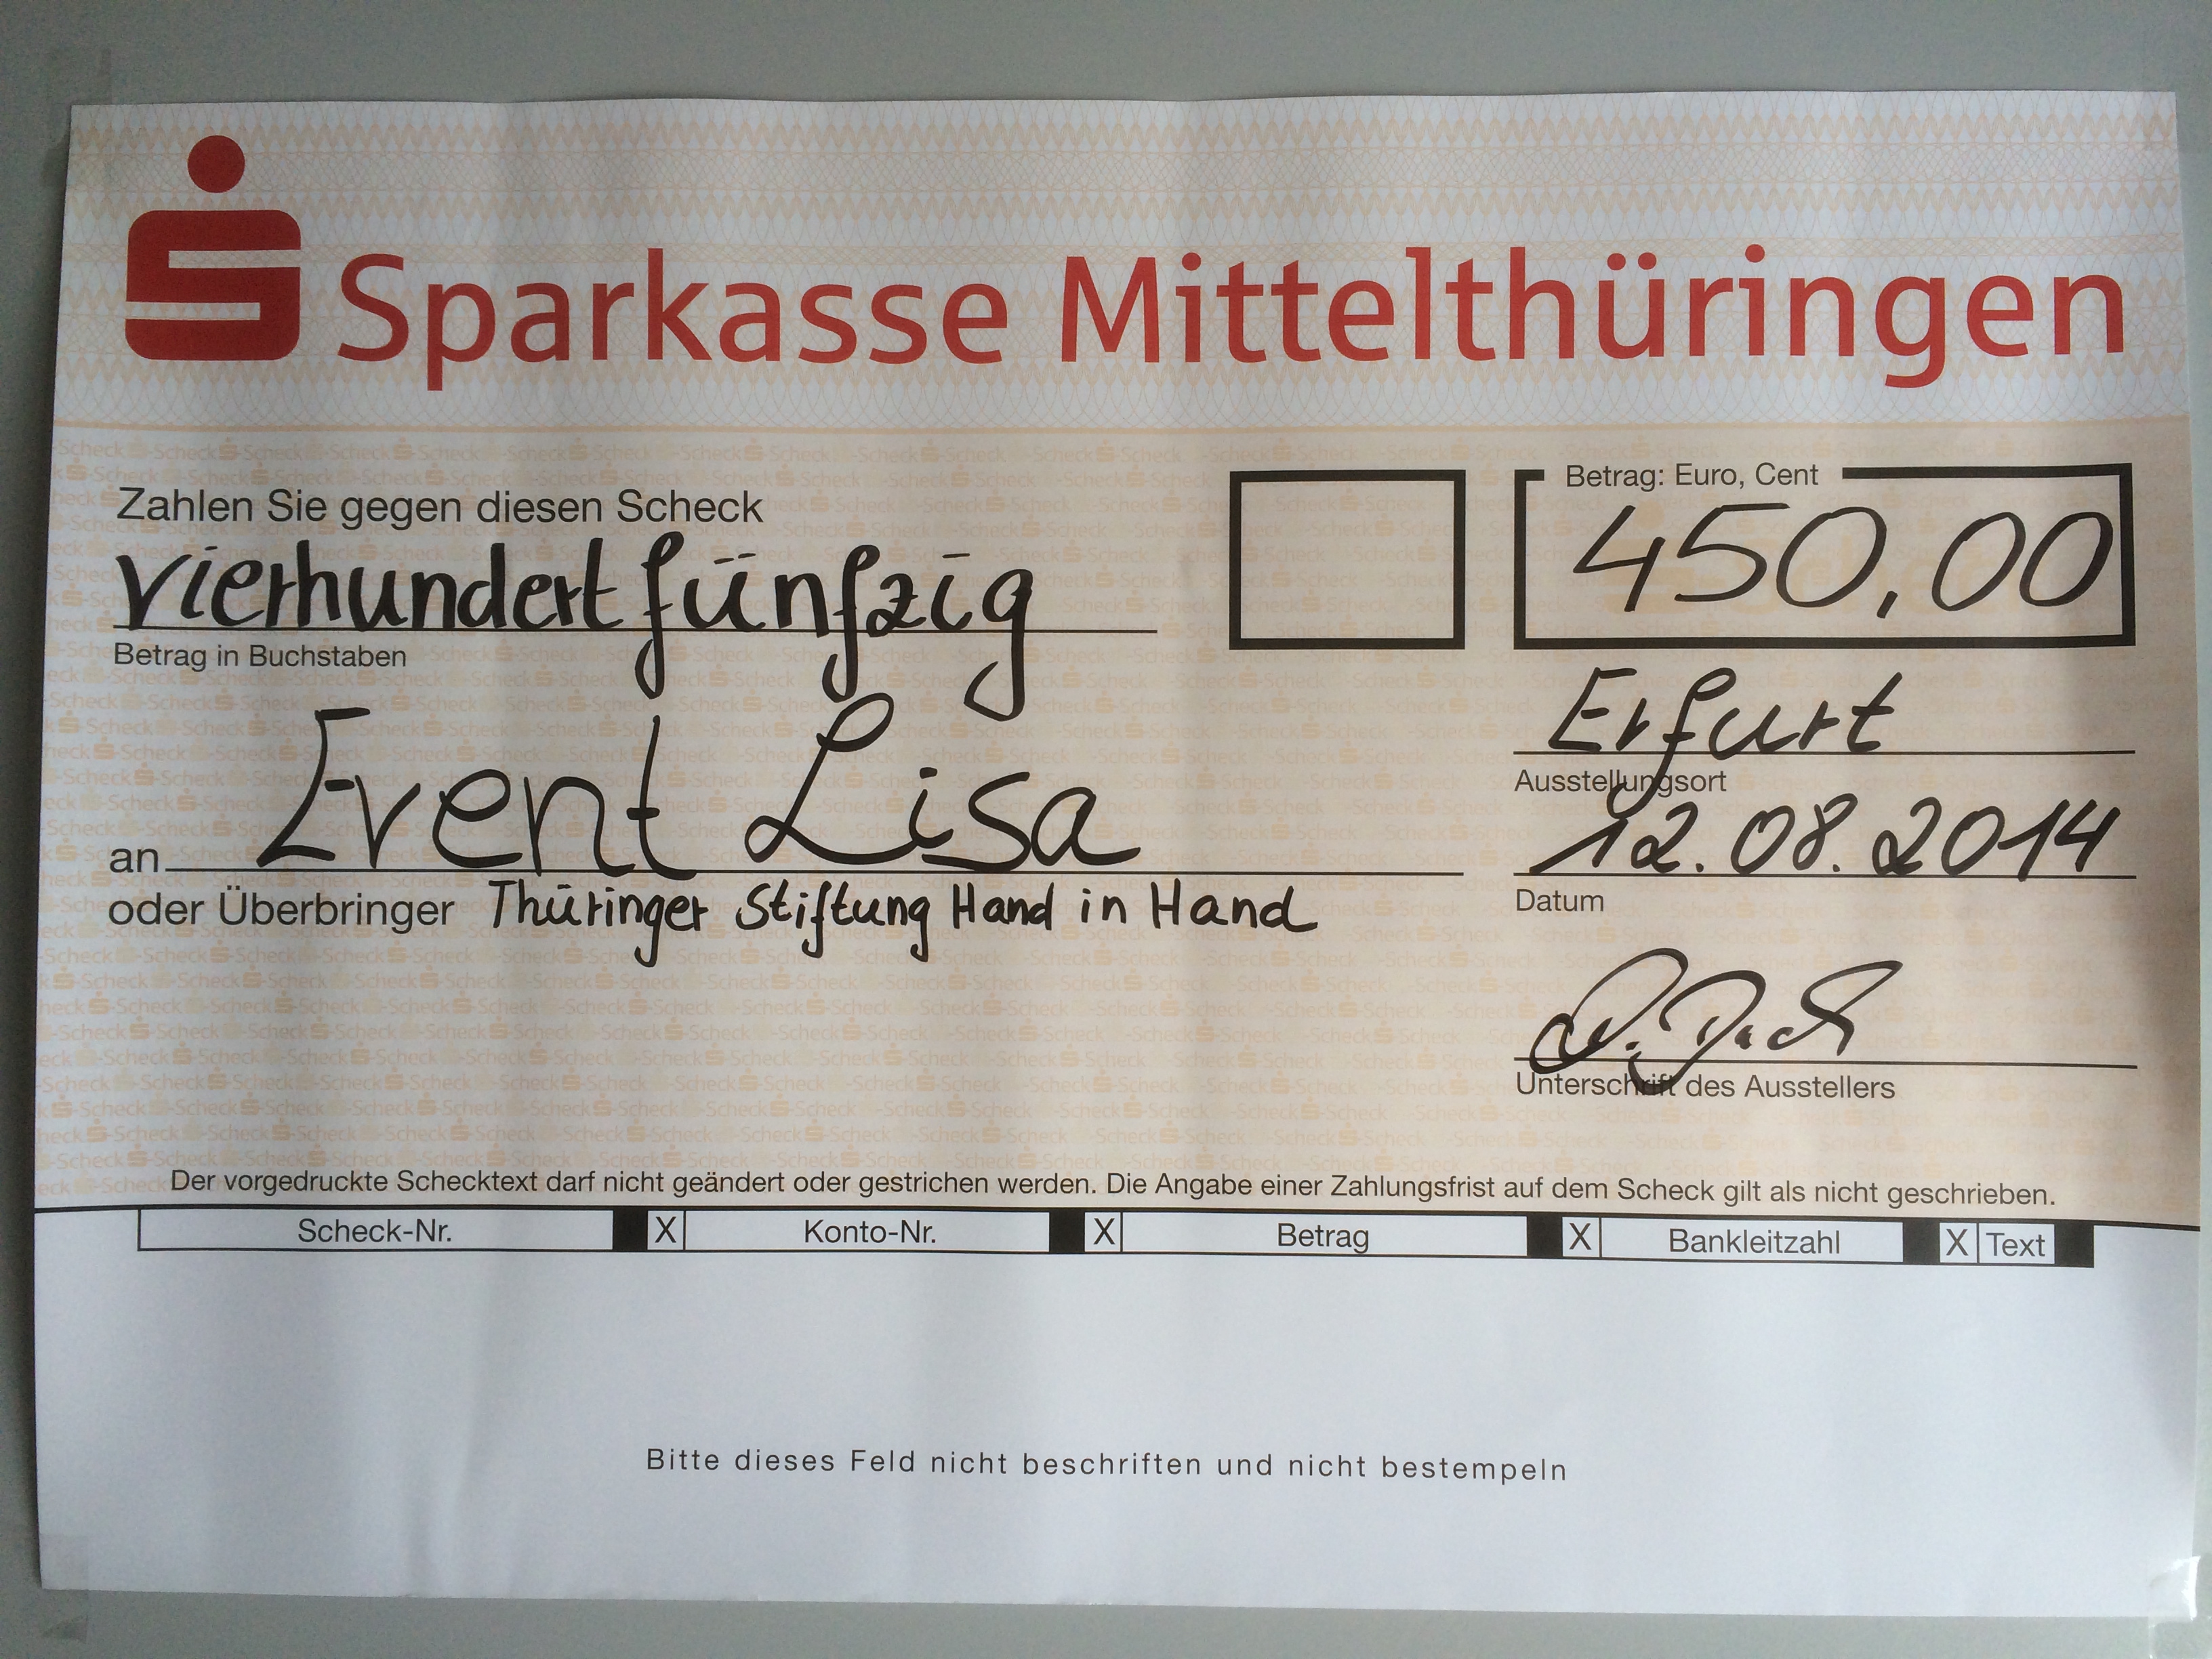 Sparkasse Mittelthüringen
Zahlen Sie gegen diesen Scheck
Betrag: Euro, Cent
Vierhundertfünfzig
450,00
Betrag in Buchstaben
Erfurt
Ausstellungsort
an Event Lisa
12.08.2014
oder Überbringer Thüringer Stiftung Hand in Hand
Datum
Unterschrift des Ausstellers
Der vorgedruckte Schecktext darf nicht geändert oder gestrichen werden. Die Angabe einer Zahlungsfrist auf dem Scheck gilt als nicht geschrieben.
Scheck-Nr. X Konto-Nr. X Betrag X Bankleitzahl X Text
Bitte dieses Feld nicht beschriften und nicht bestempeln